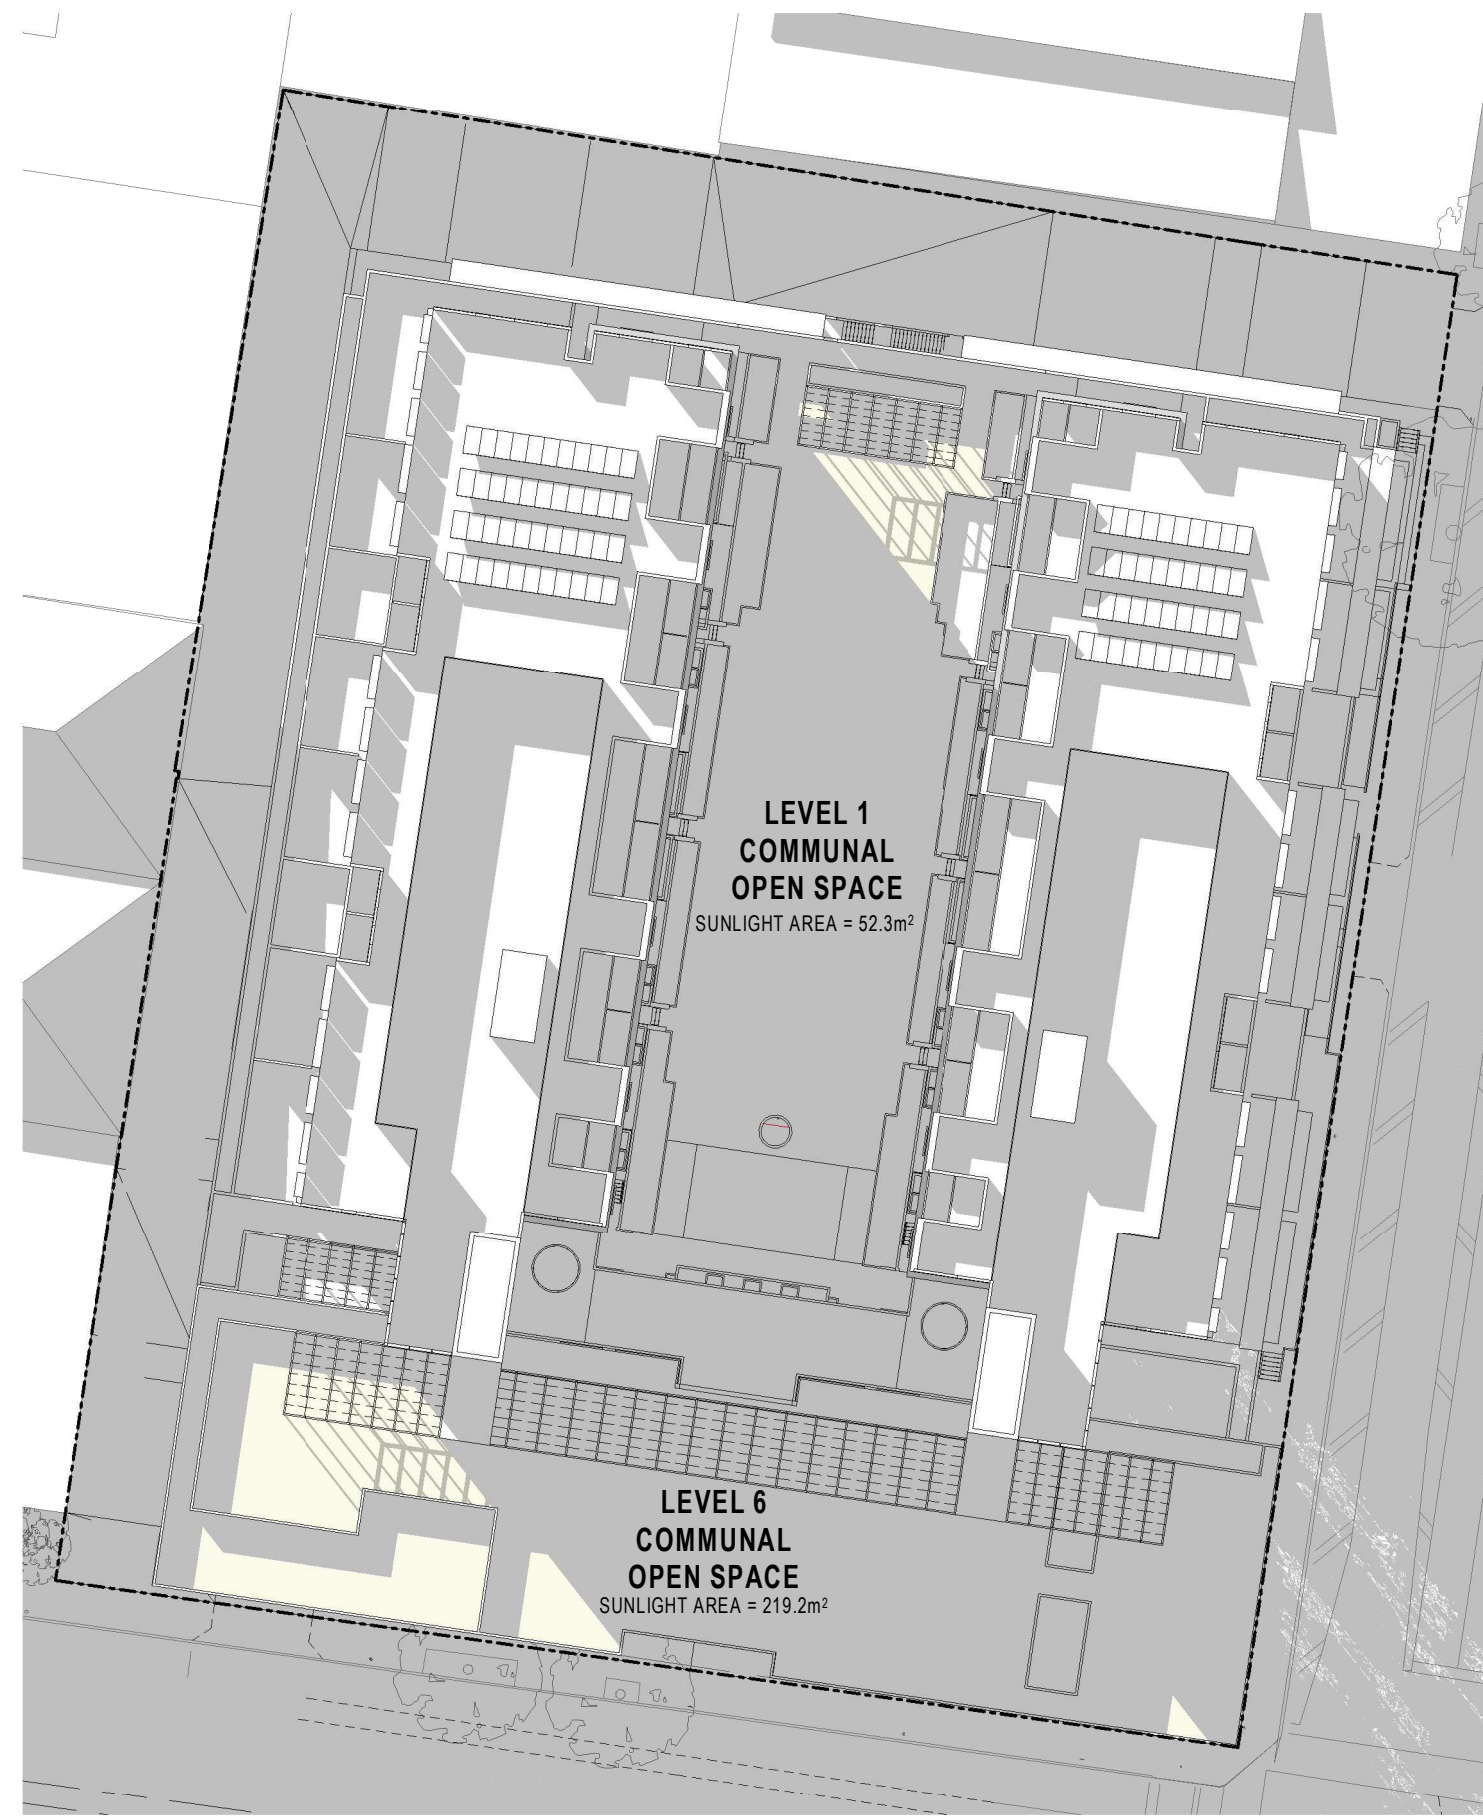 LEVEL 1
COMMUNAL
OPEN SPACE
SUNLIGHT AREA = 52.3m²
LEVEL 6
COMMUNAL
OPEN SPACE
SUNLIGHT AREA = 219.2m²